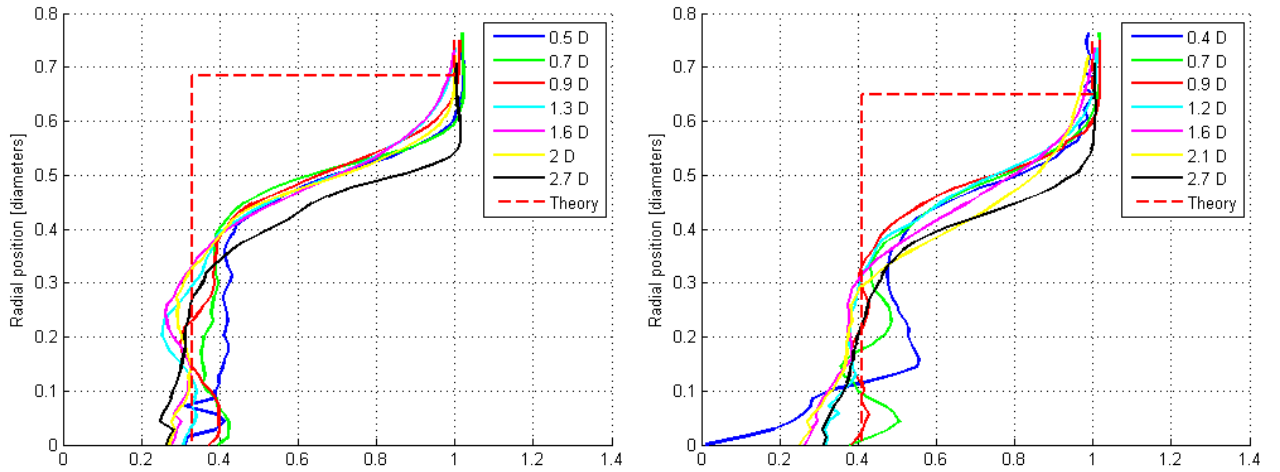 0.8
0.7
0.6
0.5
0.4
0.3
0.2
0.1
0
Radial position [diameters]
0 0.2 0.4 0.6 0.8 1 1.2 1.4
0.5 D
0.7 D
0.9 D
1.3 D
1.6 D
2 D
2.7 D
Theory
0.8
0.7
0.6
0.5
0.4
0.3
0.2
0.1
0
Radial position [diameters]
0 0.2 0.4 0.6 0.8 1 1.2 1.4
0.4 D
0.7 D
0.9 D
1.2 D
1.6 D
2.1 D
2.7 D
Theory